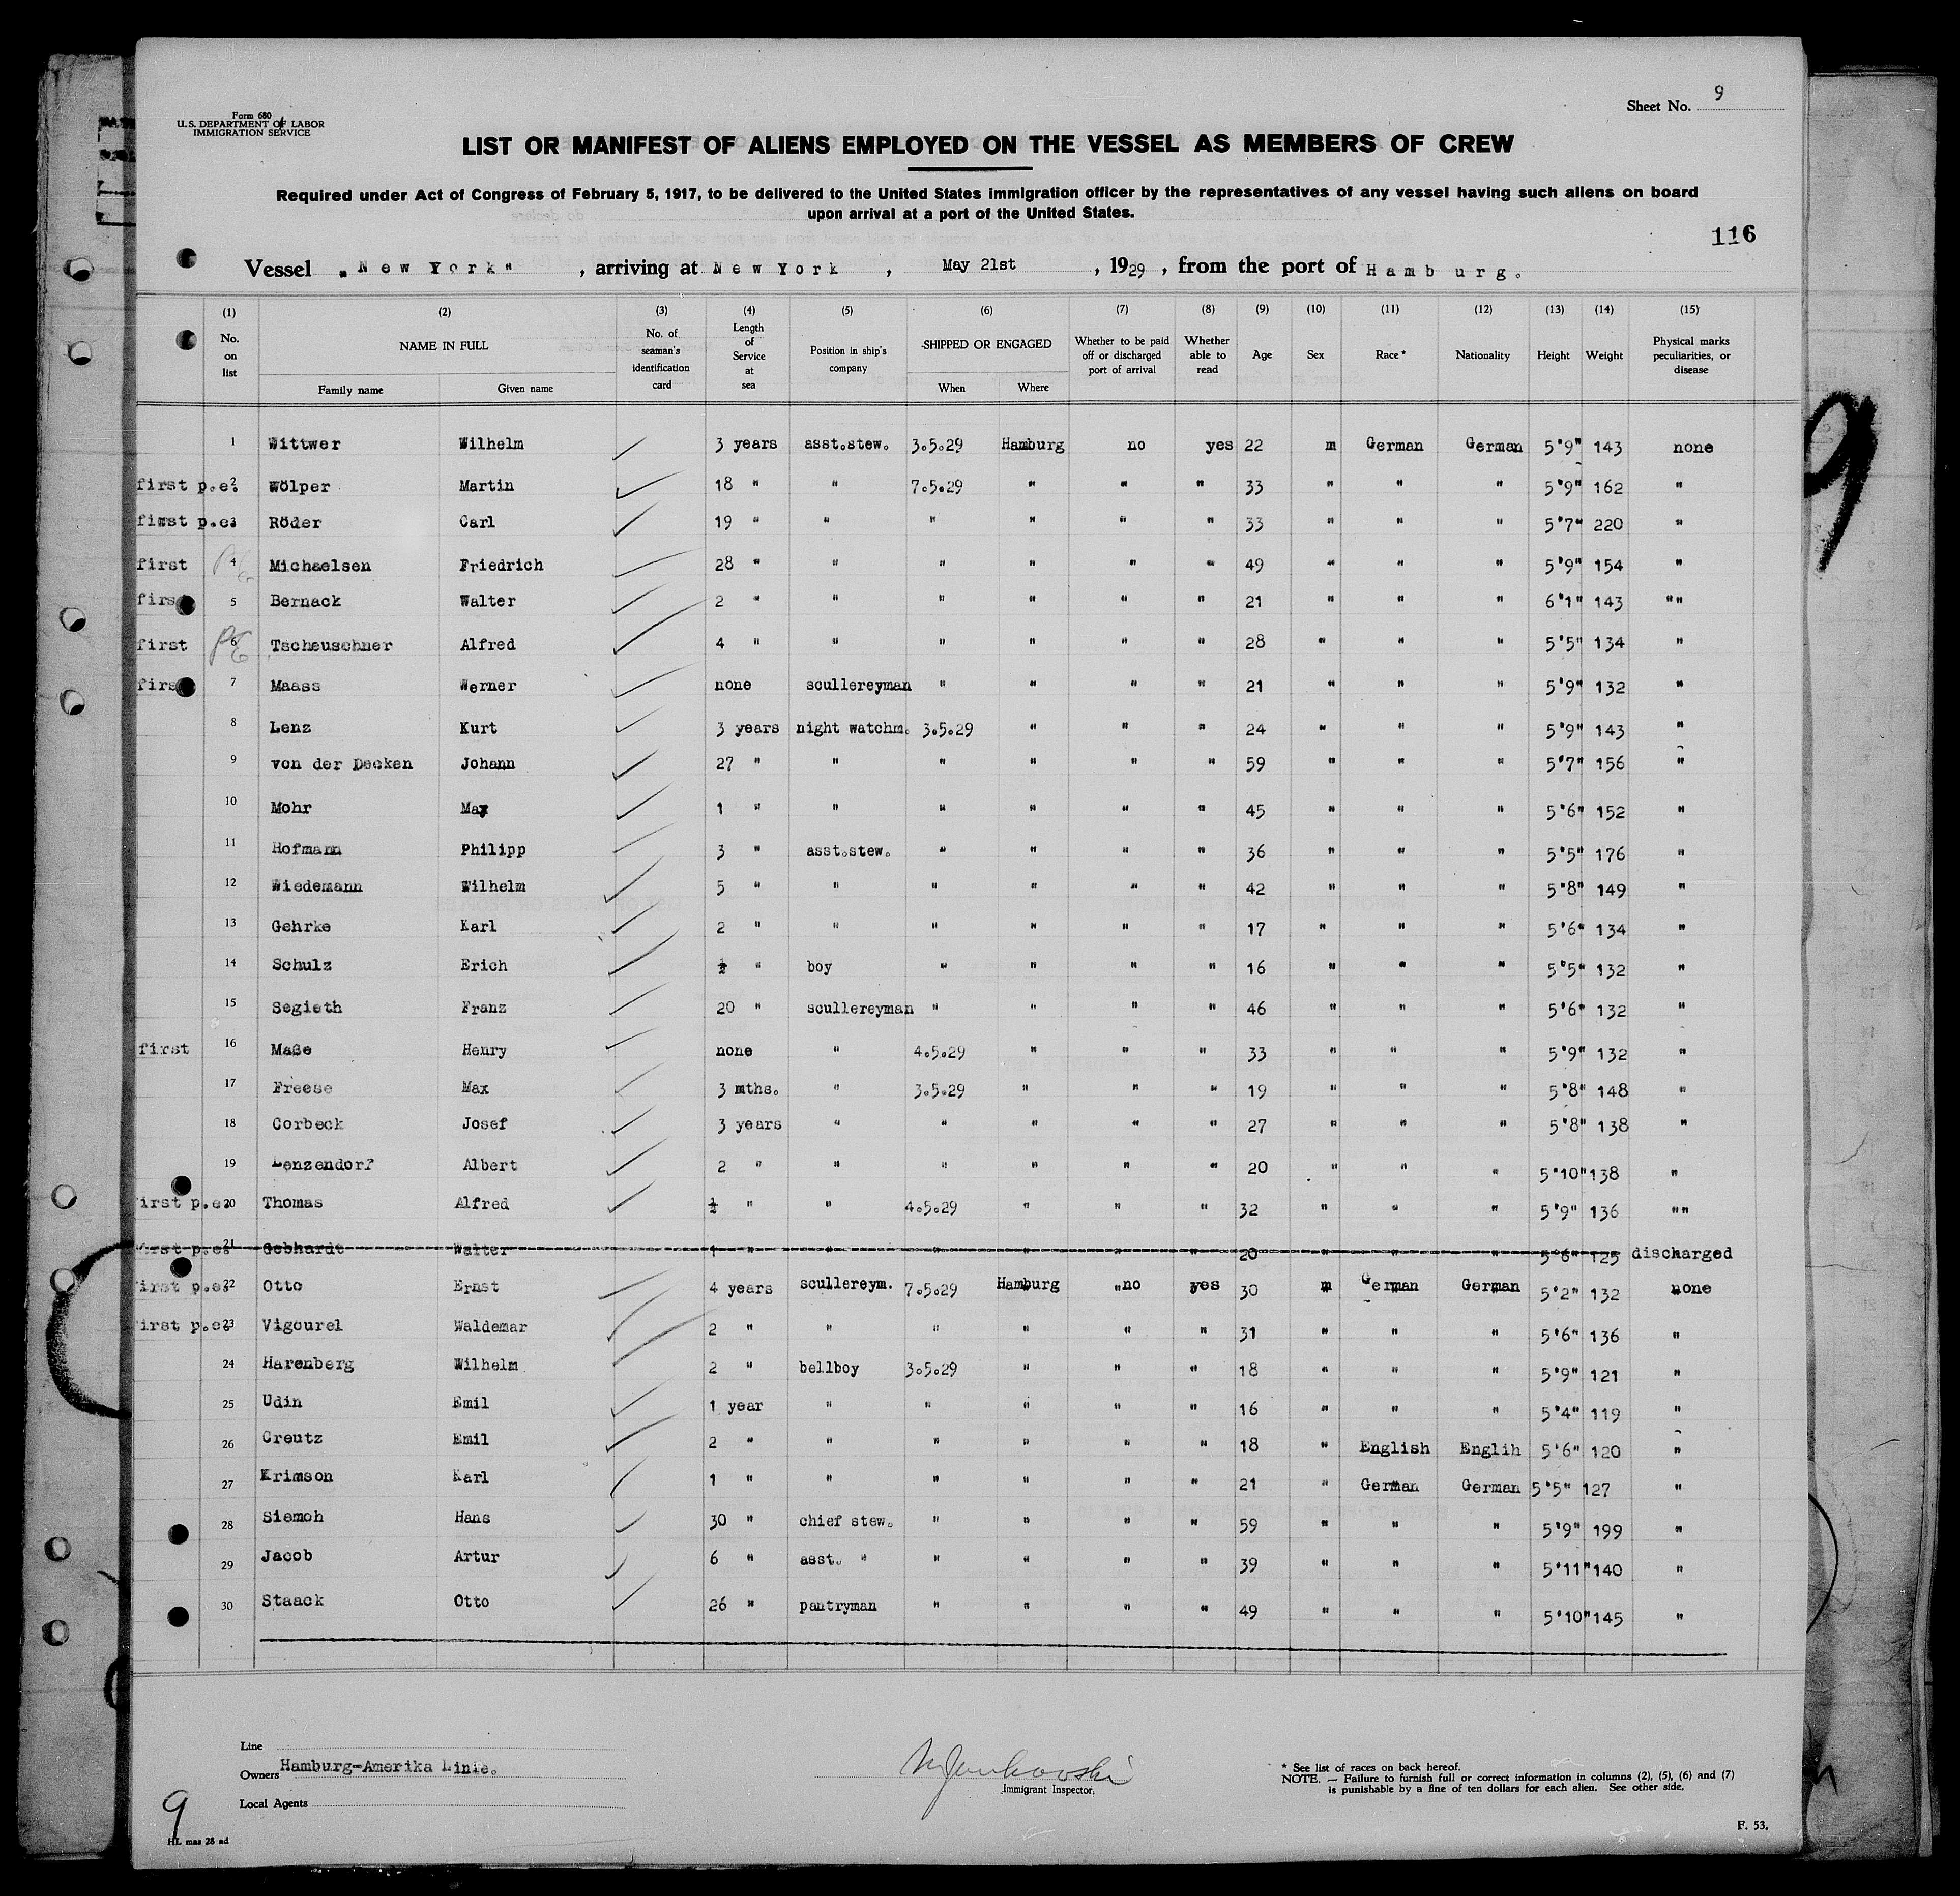 Sheet No. 9
Form 680
U.S. DEPARTMENT OF LABOR
IMMIGRATION SERVICE
LIST OR MANIFEST OF ALIENS EMPLOYED ON THE VESSEL AS MEMBERS OF CREW
Required under Act of Congress of February 5, 1917, to be delivered to the United States immigration officer by the representatives of any vessel having such aliens on board
upon arrival at a port of the United States.
116
Vessel "New York", arriving at New York, May 21st, 1929, from the port of Hamburg.
(1) (2) (3) (4) (5) (6) (7) (8) (9) (10) (11) (12) (13) (14) (15)
No. on list NAME IN FULL Family name Given name No. of seaman's identification card Length of Service at sea Position in ship's company SHIPPED OR ENGAGED When Where Whether to be paid off or discharged port of arrival Whether able to read Age Sex Race* Nationality Height Weight Physical marks peculiarities, or disease
1 Wittwer Wilhelm 3 years asst.stew. 3.5.29 Hamburg no yes 22 m German German 5'9" 143 none
first p.e. 2 Wölper Martin 18 " " 7.5.29 " " " 33 " " " 5'9" 162 "
first p.e. 3 Röder Carl 19 " " " " " " 33 " " " 5'7" 220 "
first 4 Michaelsen Friedrich 28 " " " " " " 49 " " " 5'9" 154 "
first 5 Bernack Walter 2 " " " " " " 21 " " " 6'1" 143 ""
first PE 6 Tscheuschner Alfred 4 " " " " " " 28 " " " 5'5" 134 "
first 7 Maass Werner none scullereyman " " " " 21 " " " 5'9" 132 "
8 Lenz Kurt 3 years night watchm. 3.5.29 " " " 24 " " " 5'9" 143 "
9 von der Decken Johann 27 " " " " " " 59 " " " 5'7" 156 "
10 Mohr Max 1 " " " " " " 45 " " " 5'6" 152 "
11 Hofmann Philipp 3 " asst.stew. " " " " 36 " " " 5'5" 176 "
12 Wiedemann Wilhelm 5 " " " " " " 42 " " " 5'8" 149 "
13 Gehrke Karl 2 " " " " " " 17 " " " 5'6" 134 "
14 Schulz Erich ½ " boy " " " " 16 " " " 5'5" 132 "
15 Segieth Franz 20 " scullereyman " " " " 46 " " " 5'6" 132 "
first 16 Maße Henry none " 4.5.29 " " " 33 " " " 5'9" 132 "
17 Freese Max 3 mths. " 3.5.29 " " " 19 " " " 5'8" 148 "
18 Corbeck Josef 3 years " " " " " 27 " " " 5'8" 138 "
19 Lenzendorf Albert 2 " " " " " " 20 " " " 5'10" 138 "
first p.e. 20 Thomas Alfred ½ " " 4.5.29 " " " 32 " " " 5'9" 136 ""
first p.e. 21 Gebhardt Walter 1 " " " " " " 20 " " " 5'6" 125 discharged
first p.e. 22 Otto Ernst 4 years scullereym. 7.5.29 Hamburg "no yes 30 m German German 5'2" 132 none
first p.e. 23 Vigourel Waldemar 2 " " " " " " 31 " " " 5'6" 136 "
24 Harenberg Wilhelm 2 " bellboy 3.5.29 " " " 18 " " " 5'9" 121 "
25 Udin Emil 1 year " " " " " 16 " " " 5'4" 119 "
26 Creutz Emil 2 " " " " " " 18 " English Englih 5'6" 120 "
27 Krimson Karl 1 " " " " " " 21 " German German 5'5" 127 "
28 Siemoh Hans 30 " chief stew. " " " " 59 " " " 5'9" 199 "
29 Jacob Artur 6 " asst. " " " " " 39 " " " 5'11" 140 "
30 Staack Otto 26 " pantryman " " " " 49 " " " 5'10" 145 "
Line
Owners Hamburg-Amerika Linie.
Local Agents
Immigrant Inspector
* See list of races on back hereof.
NOTE. — Failure to furnish full or correct information in columns (2), (5), (6) and (7)
is punishable by a fine of ten dollars for each alien. See other side.
9
HL mas 28 ad
F. 53.
9